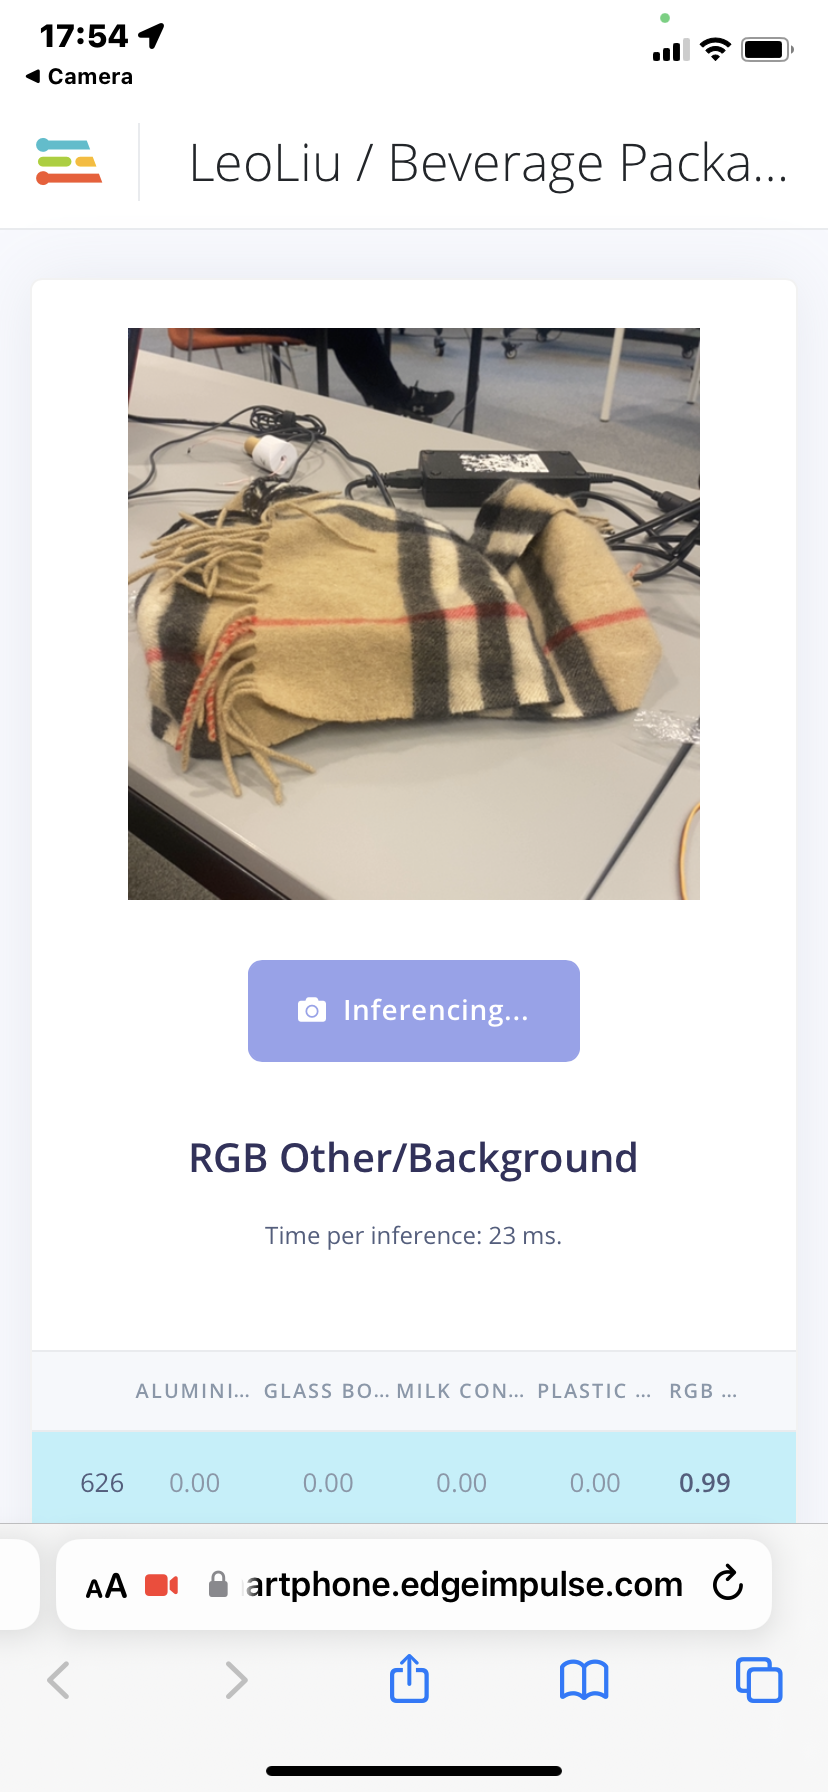 17:54
◀ Camera
LeoLiu / Beverage Packa...
Inferencing...
RGB Other/Background
Time per inference: 23 ms.
ALUMINI... GLASS BO... MILK CON... PLASTIC ... RGB ...
626 0.00 0.00 0.00 0.00 0.99
AA artphone.edgeimpulse.com